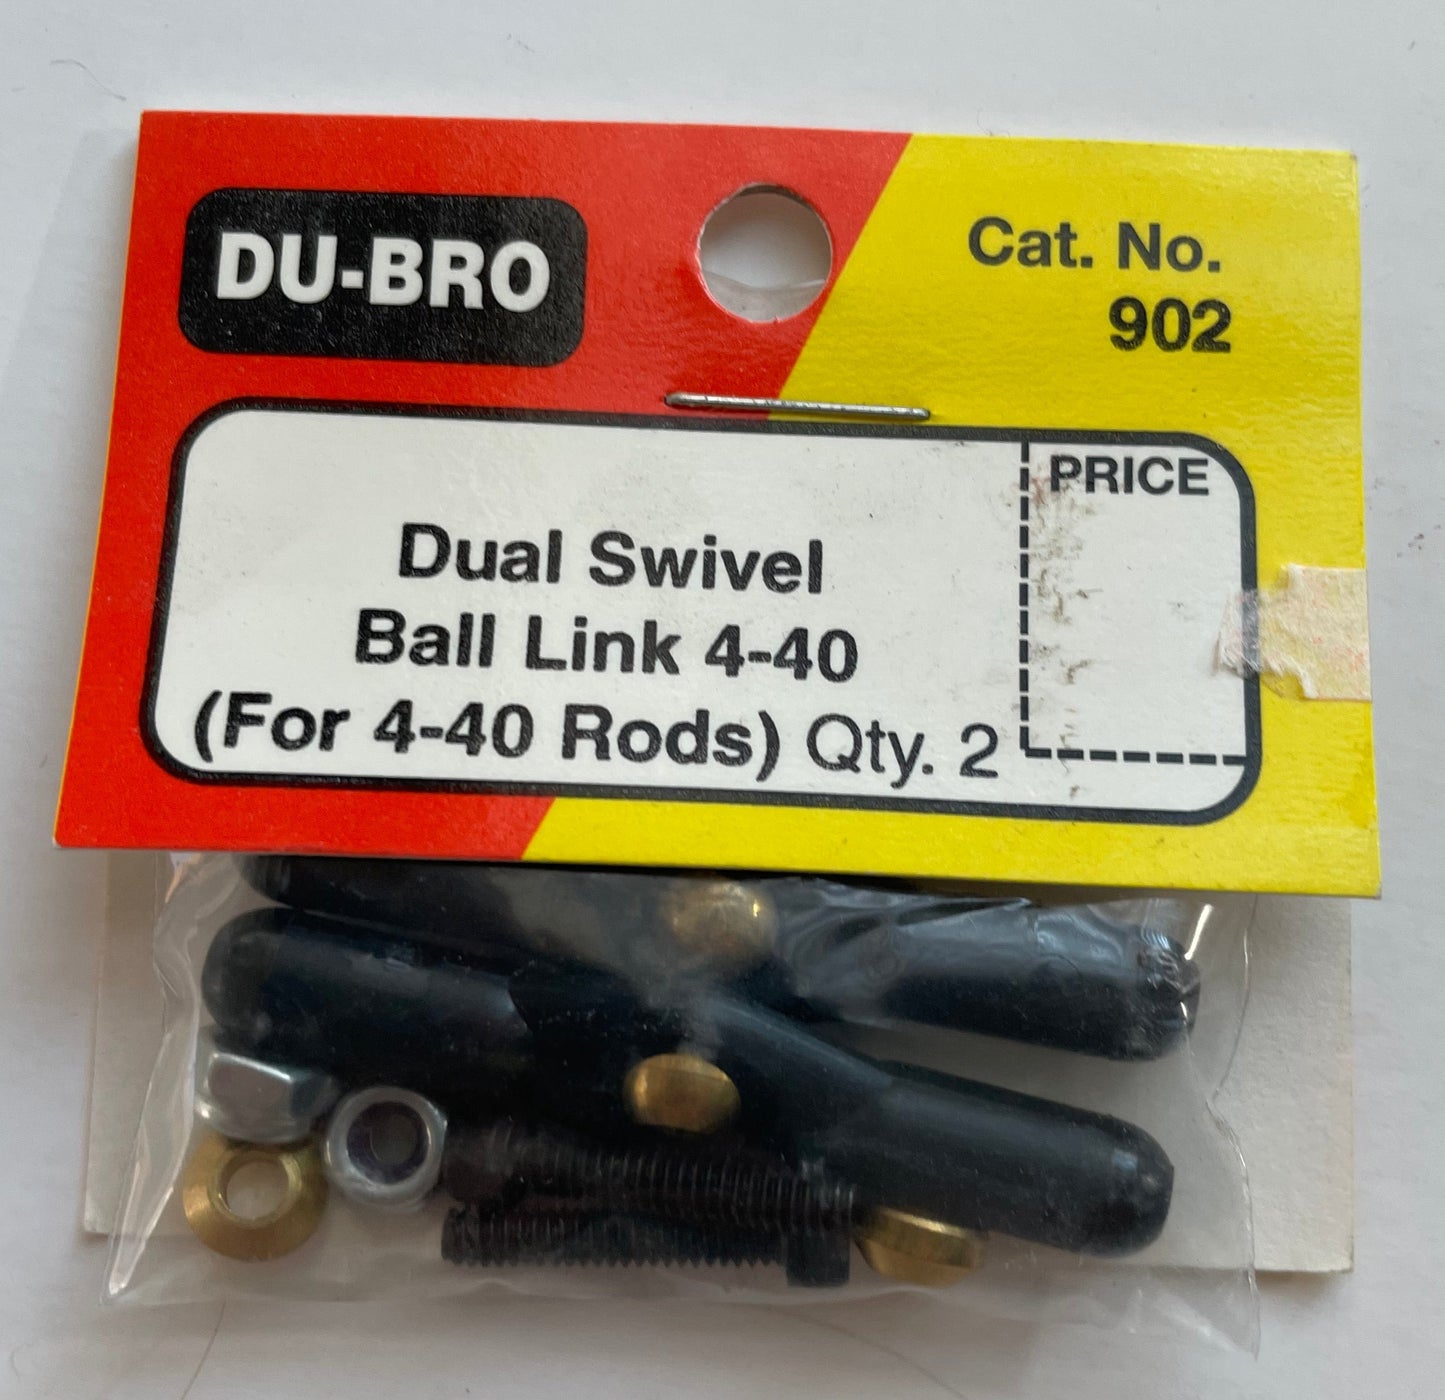 DU-BRO
Cat. No.
902
PRICE
Dual Swivel
Ball Link 4-40
(For 4-40 Rods) Qty. 2